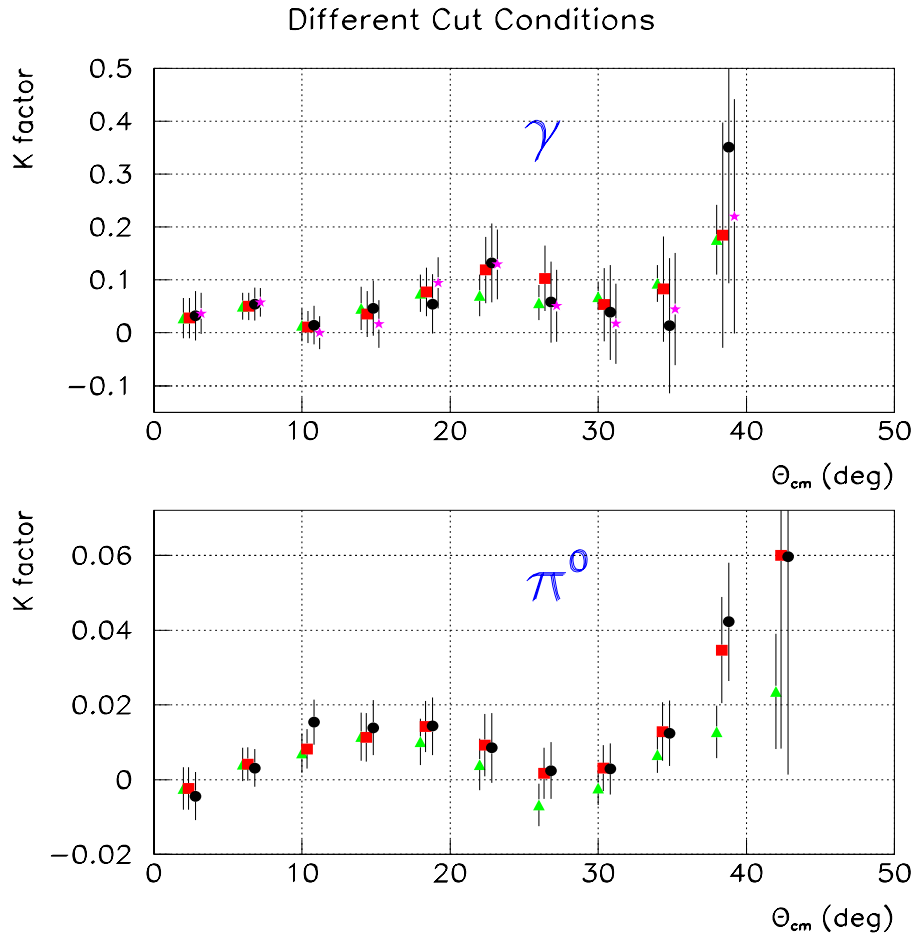 Different Cut Conditions
K factor
γ
0.5
0.4
0.3
0.2
0.1
0
−0.1
0 10 20 30 40 50
Θcm (deg)
K factor
π0
0.06
0.04
0.02
0
−0.02
0 10 20 30 40 50
Θcm (deg)